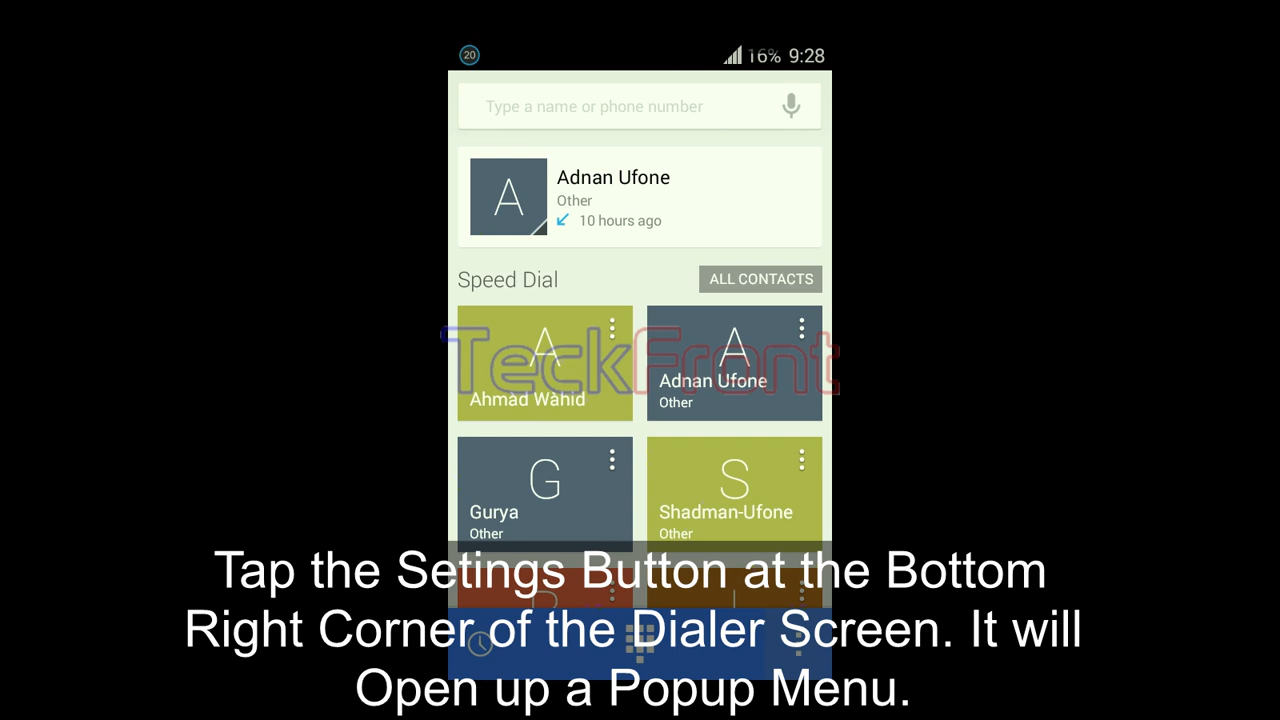 20 16% 9:28
Type a name or phone number
A
Adnan Ufone
Other
10 hours ago
Speed Dial ALL CONTACTS
A A
Ahmàd Wàhid
Adnan Ufone
Other
TeckFront
G S
Gurya Shadman-Ufone
Other Other
Tap the Setings Button at the Bottom
Right Corner of the Dialer Screen. It will
Open up a Popup Menu.